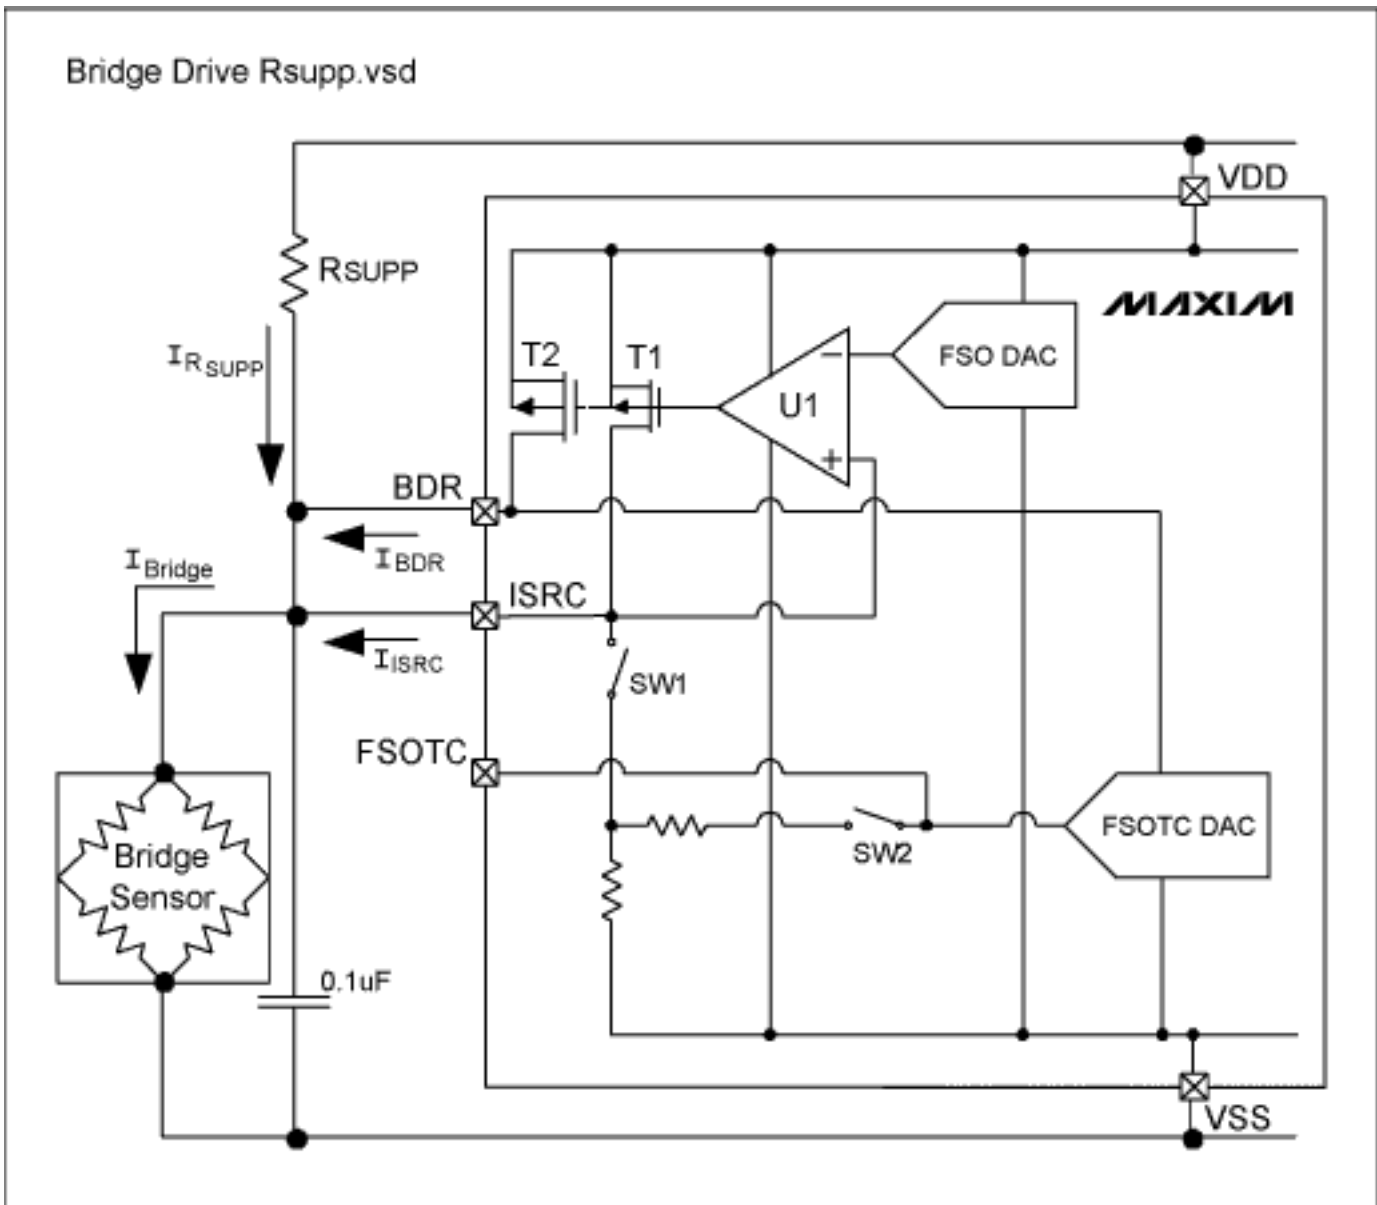 Bridge Drive Rsupp.vsd
VDD
RSUPP
MAXIM
FSO DAC
IRSUPP
T2
T1
U1
−
+
BDR
IBDR
IBridge
ISRC
IISRC
SW1
FSOTC
FSOTC DAC
SW2
Bridge
Sensor
0.1uF
VSS